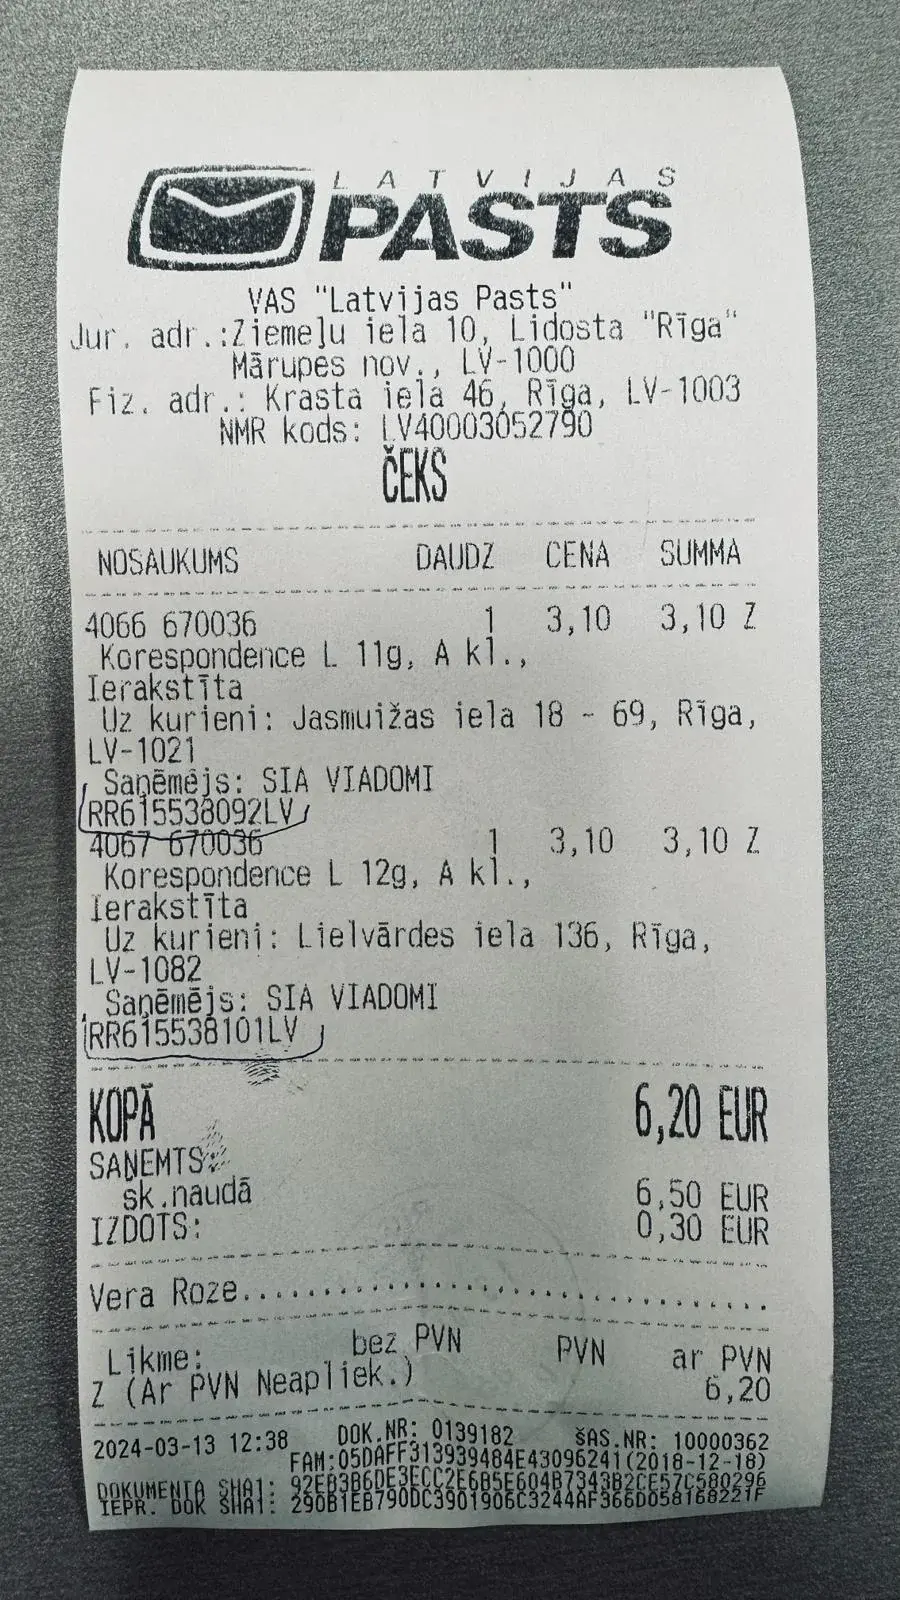 LATVIJAS
PASTS
VAS "Latvijas Pasts"
Jur. adr.:Ziemeļu iela 10, Lidosta "Rīga"
Mārupes nov., LV-1000
Fiz. adr.: Krasta iela 46, Rīga, LV-1003
NMR kods: LV40003052790
ČEKS
NOSAUKUMS DAUDZ CENA SUMMA
4066 670036 1 3,10 3,10 Z
Korespondence L 11g, A kl.,
Ierakstīta
Uz kurieni: Jasmuižas iela 18 - 69, Rīga,
LV-1021
Saņēmējs: SIA VIADOMI
RR615538092LV
4067 670036 1 3,10 3,10 Z
Korespondence L 12g, A kl.,
Ierakstīta
Uz kurieni: Lielvārdes iela 136, Rīga,
LV-1082
Saņēmējs: SIA VIADOMI
RR615538101LV
KOPĀ 6,20 EUR
SAŅEMTS:
sk.naudā 6,50 EUR
IZDOTS: 0,30 EUR
Vera Roze......................................
Likme: bez PVN PVN ar PVN
Z (Ar PVN Neapliek.) 6,20
2024-03-13 12:38 DOK.NR: 0139182 ŠAS.NR: 10000362
FAM:05DAFF313939484E43096241(2018-12-18)
DOKUMENTA SHA1: 92EB3B6DE3ECC2E6B5E604B7343B2CE57C580296
IEPR. DOK SHA1: 290B1EB790DC3901906C3244AF366D058168221F